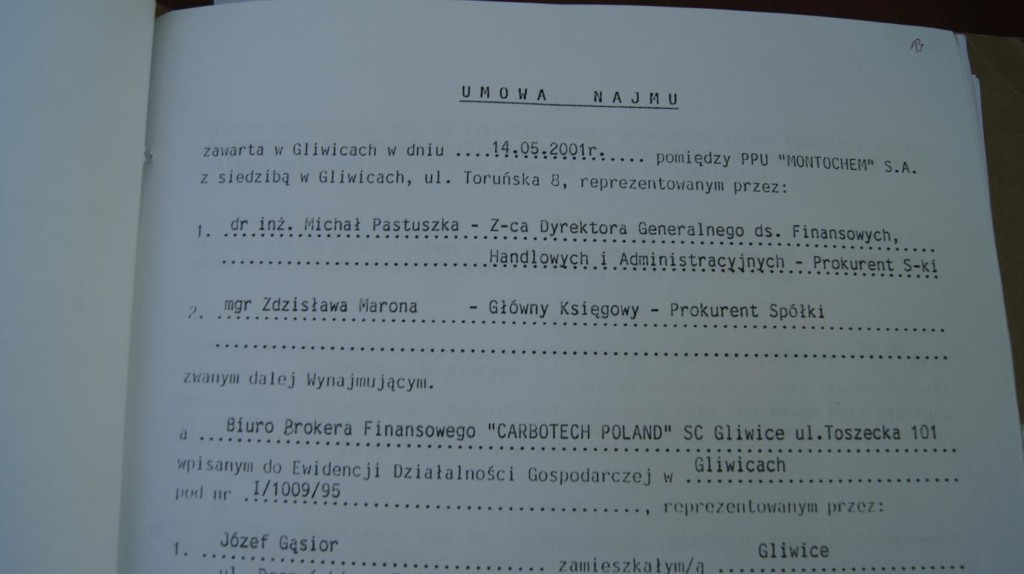 UMOWA NAJMU
zawarta w Gliwicach w dniu ....14.05.2001r..... pomiędzy PPU "MONTOCHEM" S.A.
z siedzibą w Gliwicach, ul. Toruńska 8, reprezentowanym przez:
1. dr inż. Michał Pastuszka - Z-ca Dyrektora Generalnego ds. Finansowych,
Handlowych i Administracyjnych - Prokurent S-ki
2. mgr Zdzisława Marona - Główny Księgowy - Prokurent Spółki
zwanym dalej Wynajmującym.
a Biuro Brokera Finansowego "CARBOTECH POLAND" SC Gliwice ul.Toszecka 101
wpisanym do Ewidencji Działalności Gospodarczej w Gliwicach
pod nr I/1009/95, reprezentowanym przez:
1. Józef Gąsior zamieszkałym/ą Gliwice
ul.